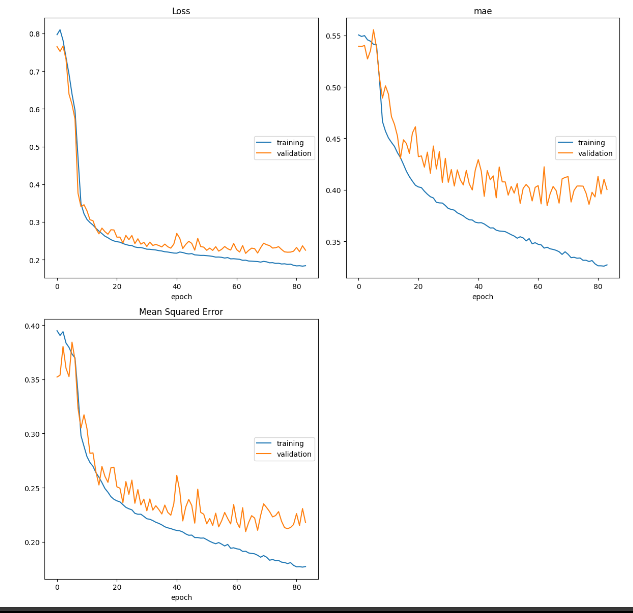 Loss
0.8
0.7
0.6
0.5
0.4
0.3
0.2
training
validation
0 20 40 60 80
epoch
mae
0.55
0.50
0.45
0.40
0.35
training
validation
0 20 40 60 80
epoch
Mean Squared Error
0.40
0.35
0.30
0.25
0.20
training
validation
0 20 40 60 80
epoch